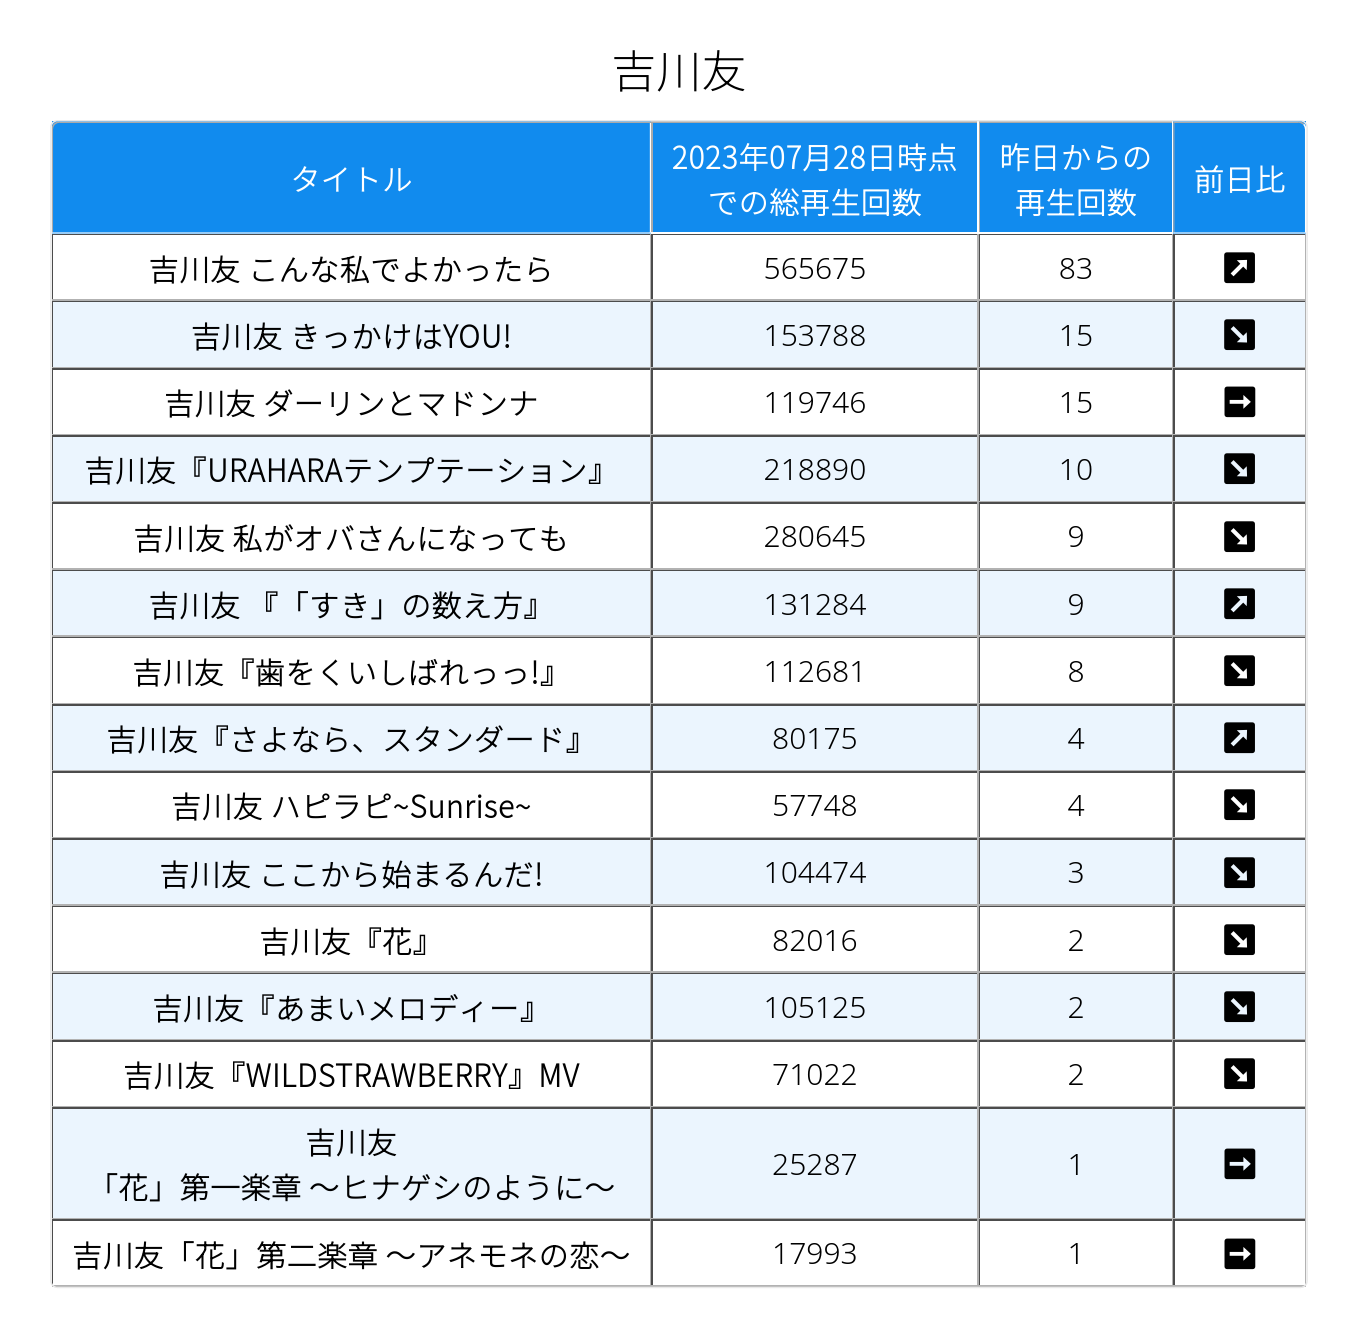 吉川友
タイトル
2023年07月28日時点
での総再生回数
昨日からの
再生回数
前日比
吉川友 こんな私でよかったら 565675 83
吉川友 きっかけはYOU! 153788 15
吉川友 ダーリンとマドンナ 119746 15
吉川友『URAHARAテンプテーション』 218890 10
吉川友 私がオバさんになっても 280645 9
吉川友 『「すき」の数え方』 131284 9
吉川友『歯をくいしばれっっ!』 112681 8
吉川友『さよなら、スタンダード』 80175 4
吉川友 ハピラピ~Sunrise~ 57748 4
吉川友 ここから始まるんだ! 104474 3
吉川友『花』 82016 2
吉川友『あまいメロディー』 105125 2
吉川友『WILDSTRAWBERRY』MV 71022 2
吉川友
「花」第一楽章 〜ヒナゲシのように〜 25287 1
吉川友「花」第二楽章 〜アネモネの恋〜 17993 1